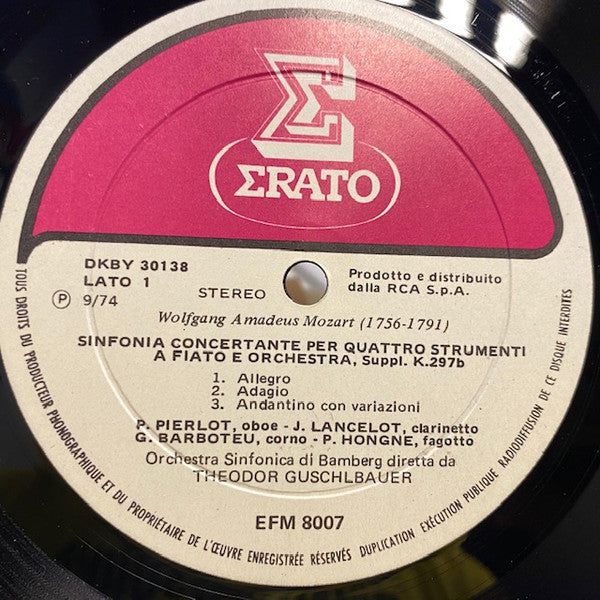 Σ
ΣRATO
DKBY 30138
LATO 1
℗ 9/74
STEREO
Prodotto e distribuito
dalla RCA S.p.A.
Wolfgang Amadeus Mozart (1756-1791)
SINFONIA CONCERTANTE PER QUATTRO STRUMENTI
A FIATO E ORCHESTRA, Suppl. K.297b
1. Allegro
2. Adagio
3. Andantino con variazioni
P. PIERLOT, oboe - J. LANCELOT, clarinetto
G. BARBOTEU, corno - P. HONGNE, fagotto
Orchestra Sinfonica di Bamberg diretta da
THEODOR GUSCHLBAUER
EFM 8007
TOUS DROITS DU PRODUCTEUR PHONOGRAPHIQUE ET DU PROPRIÉTAIRE DE L'ŒUVRE ENREGISTRÉE RÉSERVÉS DUPLICATION EXÉCUTION PUBLIQUE RADIODIFFUSION DE CE DISQUE INTERDITES